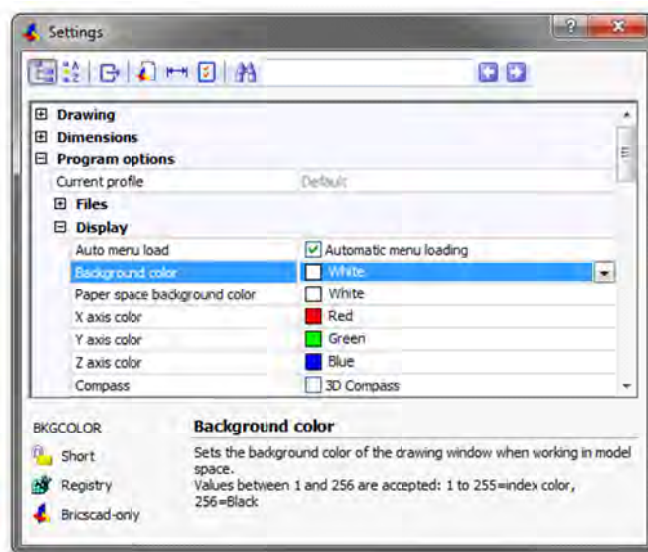 Settings
Drawing
Dimensions
Program options
Current profile Default
Files
Display
Auto menu load Automatic menu loading
Background color White
Paper space background color White
X axis color Red
Y axis color Green
Z axis color Blue
Compass 3D Compass
BKGCOLOR Background color
Short Sets the background color of the drawing window when working in model
space.
Registry Values between 1 and 256 are accepted: 1 to 255=index color,
256=Black
Bricscad-only